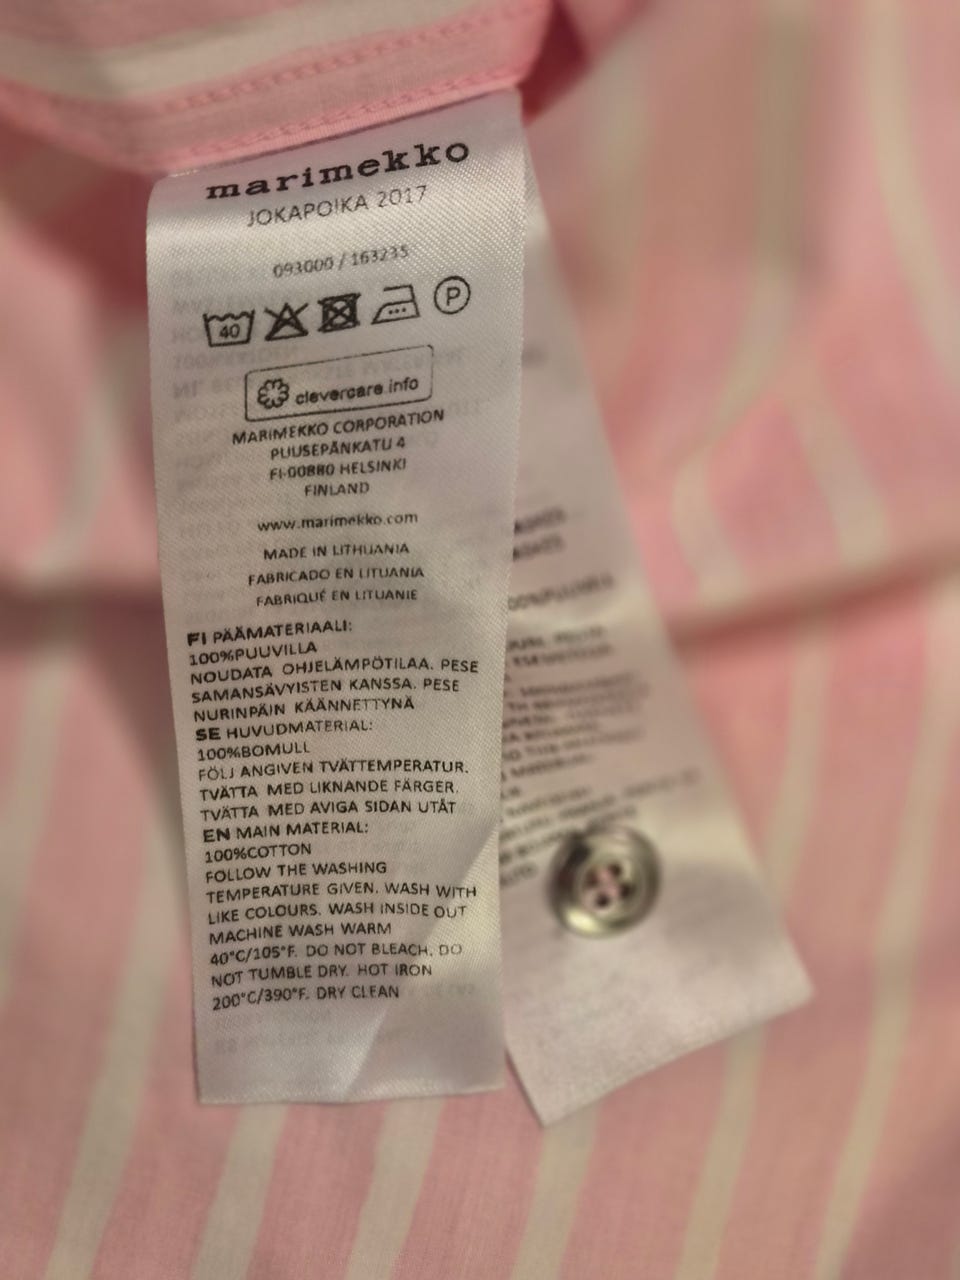 marimekko
JOKAPOIKA 2017
093000 / 163235
40
P
clevercare.info
MARIMEKKO CORPORATION
PUUSEPÄNKATU 4
FI-00880 HELSINKI
FINLAND
www.marimekko.com
MADE IN LITHUANIA
FABRICADO EN LITUANIA
FABRIQUÉ EN LITUANIE
FI PÄÄMATERIAALI:
100%PUUVILLA
NOUDATA OHJELÄMPÖTILAA. PESE
SAMANSÄVYISTEN KANSSA. PESE
NURINPÄIN KÄÄNNETTYNÄ
SE HUVUDMATERIAL:
100%BOMULL
FÖLJ ANGIVEN TVÄTTEMPERATUR.
TVÄTTA MED LIKNANDE FÄRGER.
TVÄTTA MED AVIGA SIDAN UTÅT
EN MAIN MATERIAL:
100%COTTON
FOLLOW THE WASHING
TEMPERATURE GIVEN. WASH WITH
LIKE COLOURS. WASH INSIDE OUT
MACHINE WASH WARM
40°C/105°F. DO NOT BLEACH. DO
NOT TUMBLE DRY. HOT IRON
200°C/390°F. DRY CLEAN